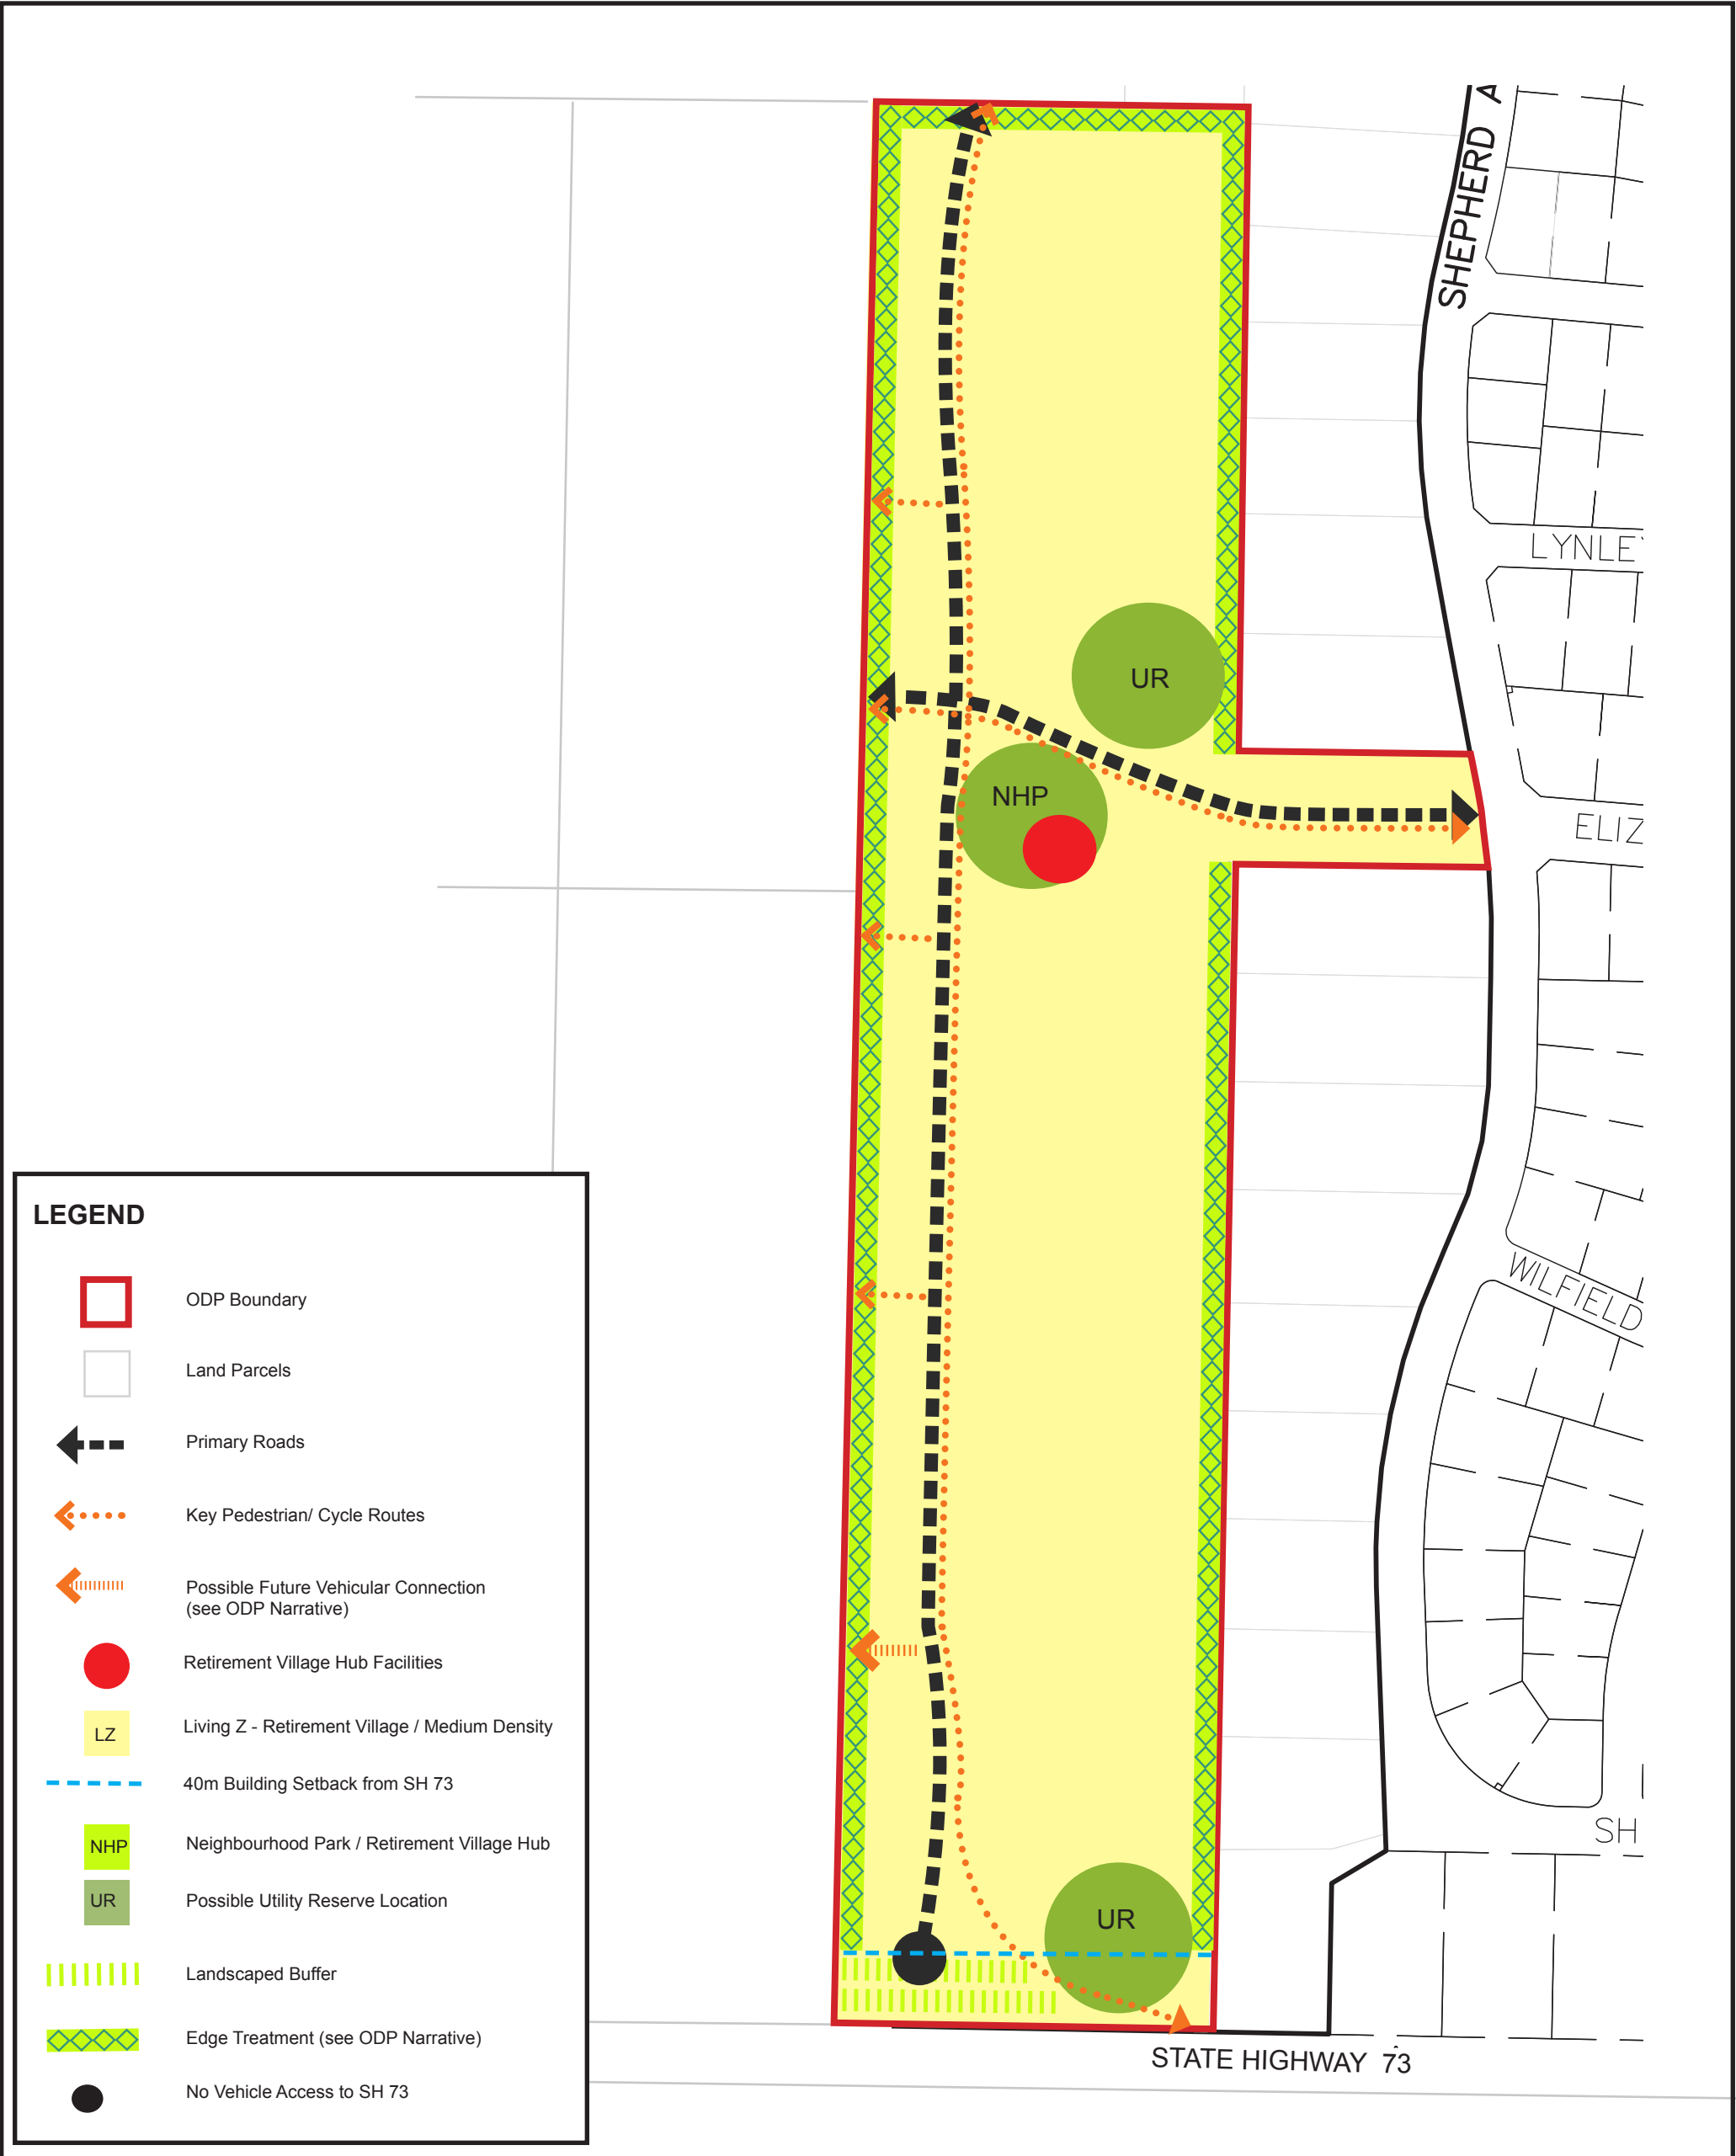 SHEPHERD A
LYNLEY
UR
NHP
ELIZ
WILFIELD
UR
SH
STATE HIGHWAY 73
LEGEND
ODP Boundary
Land Parcels
Primary Roads
Key Pedestrian/ Cycle Routes
Possible Future Vehicular Connection
(see ODP Narrative)
Retirement Village Hub Facilities
LZ Living Z - Retirement Village / Medium Density
40m Building Setback from SH 73
NHP Neighbourhood Park / Retirement Village Hub
UR Possible Utility Reserve Location
Landscaped Buffer
Edge Treatment (see ODP Narrative)
No Vehicle Access to SH 73